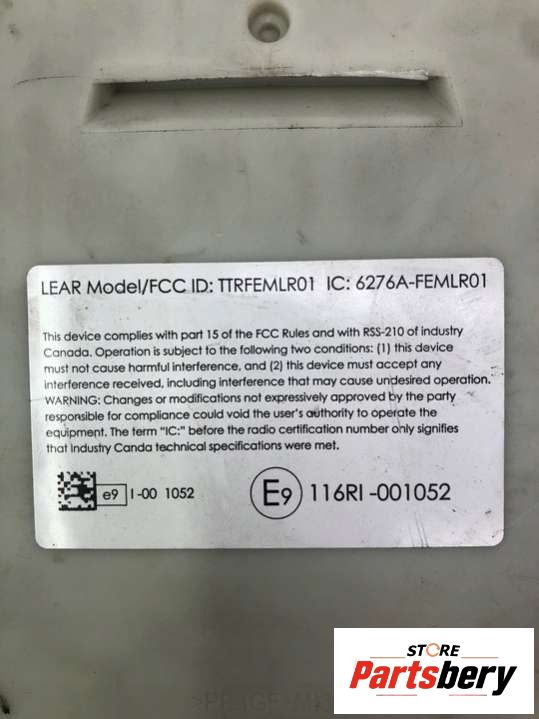 LEAR Model/FCC ID: TTRFEMLR01 IC: 6276A-FEMLR01
This device complies with part 15 of the FCC Rules and with RSS-210 of industry
Canada. Operation is subject to the following two conditions: (1) this device
must not cause harmful interference, and (2) this device must accept any
interference received, including interference that may cause undesired operation.
WARNING: Changes or modifications not expressively approved by the party
responsible for compliance could void the user's authority to operate the
equipment. The term "IC:" before the radio certification number only signifies
that Industry Canda technical specifications were met.
e9 I-00 1052 E9 116RI -001052
STORE
Partsbery